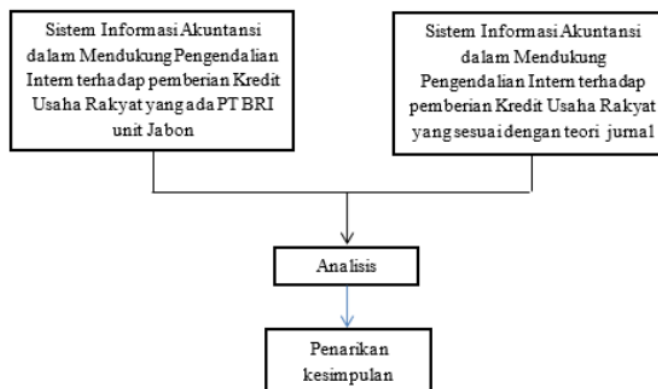 Sistem Informasi Akuntansi
dalam Mendukung Pengendalian
Intern terhadap pemberian Kredit
Usaha Rakyat yang ada PT BRI
unit Jabon
Sistem Informasi Akuntansi
dalam Mendukung
Pengendalian Intern terhadap
pemberian Kredit Usaha Rakyat
yang sesuai dengan teori jurnal
Analisis
Penarikan
kesimpulan